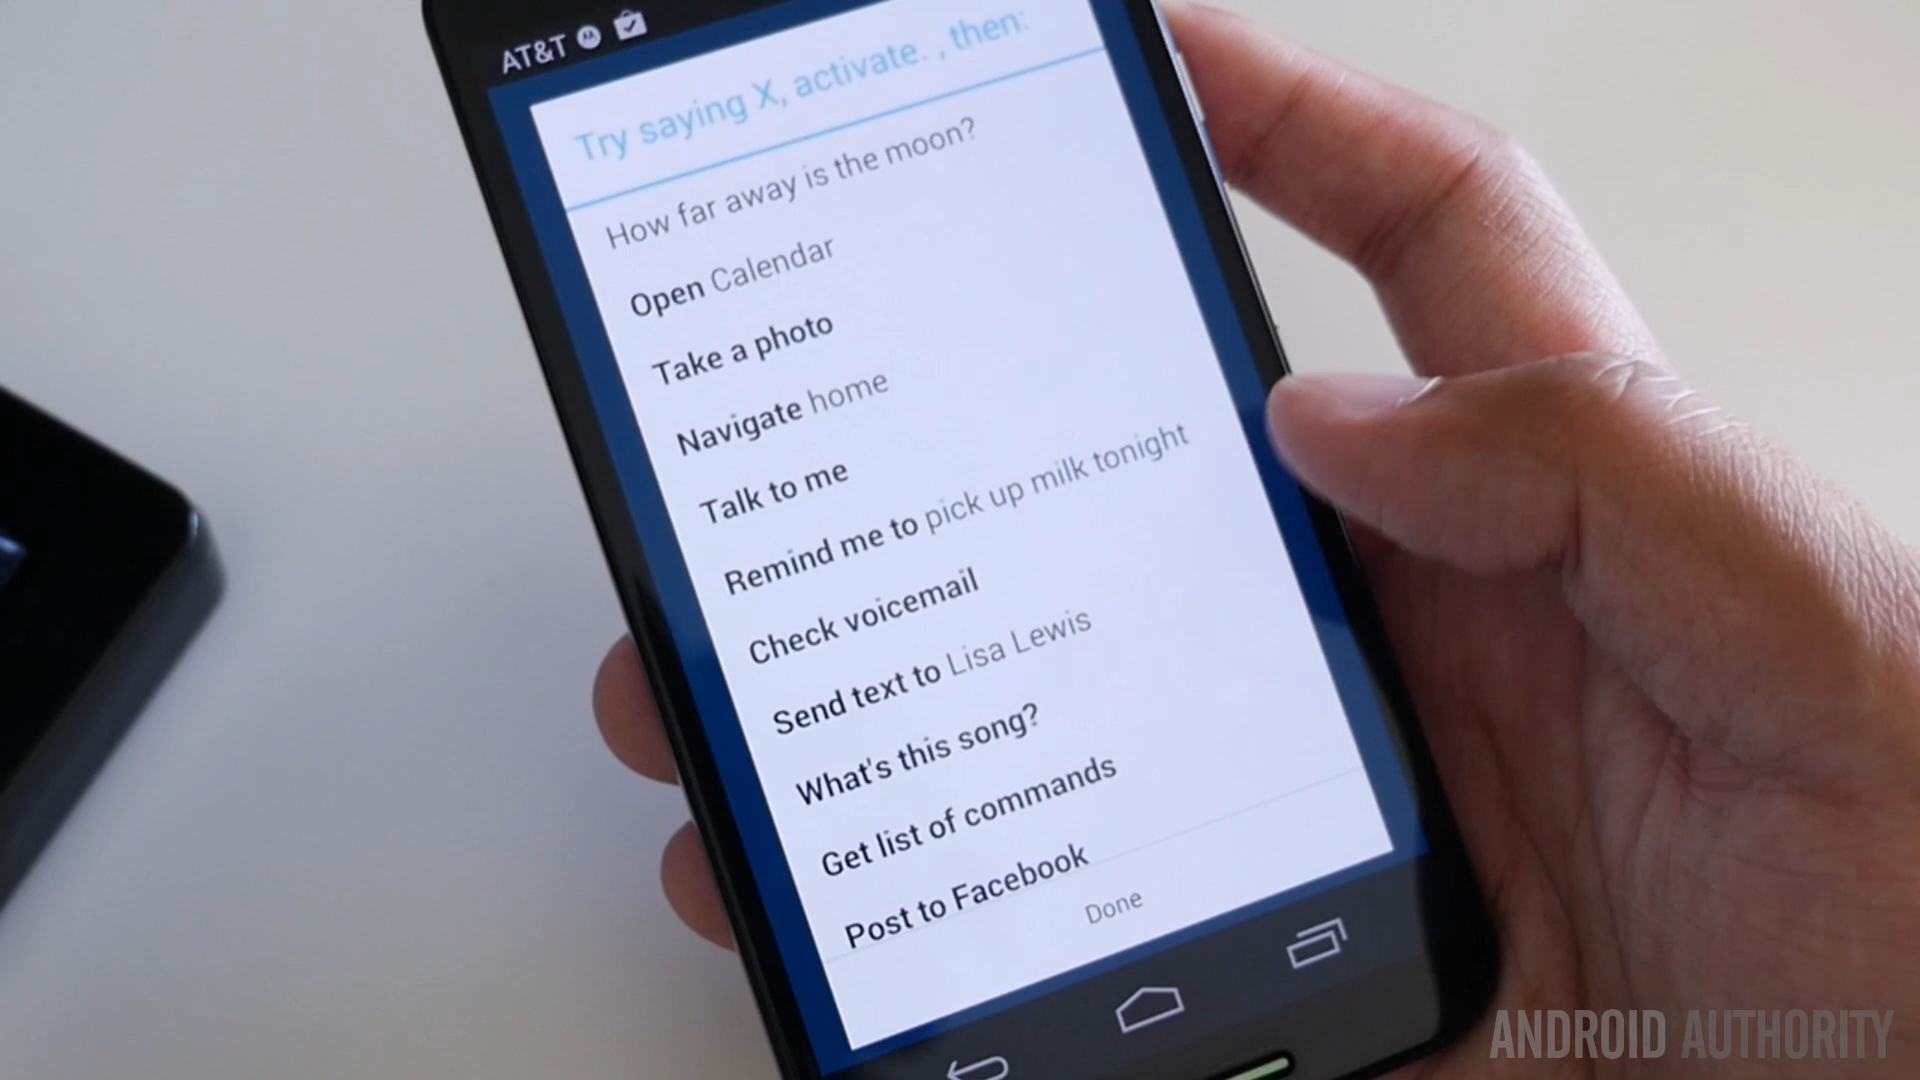 AT&T
Try saying X, activate. , then:
How far away is the moon?
Open Calendar
Take a photo
Navigate home
Talk to me
Remind me to pick up milk tonight
Check voicemail
Send text to Lisa Lewis
What's this song?
Get list of commands
Post to Facebook
Done
ANDROID AUTHORITY